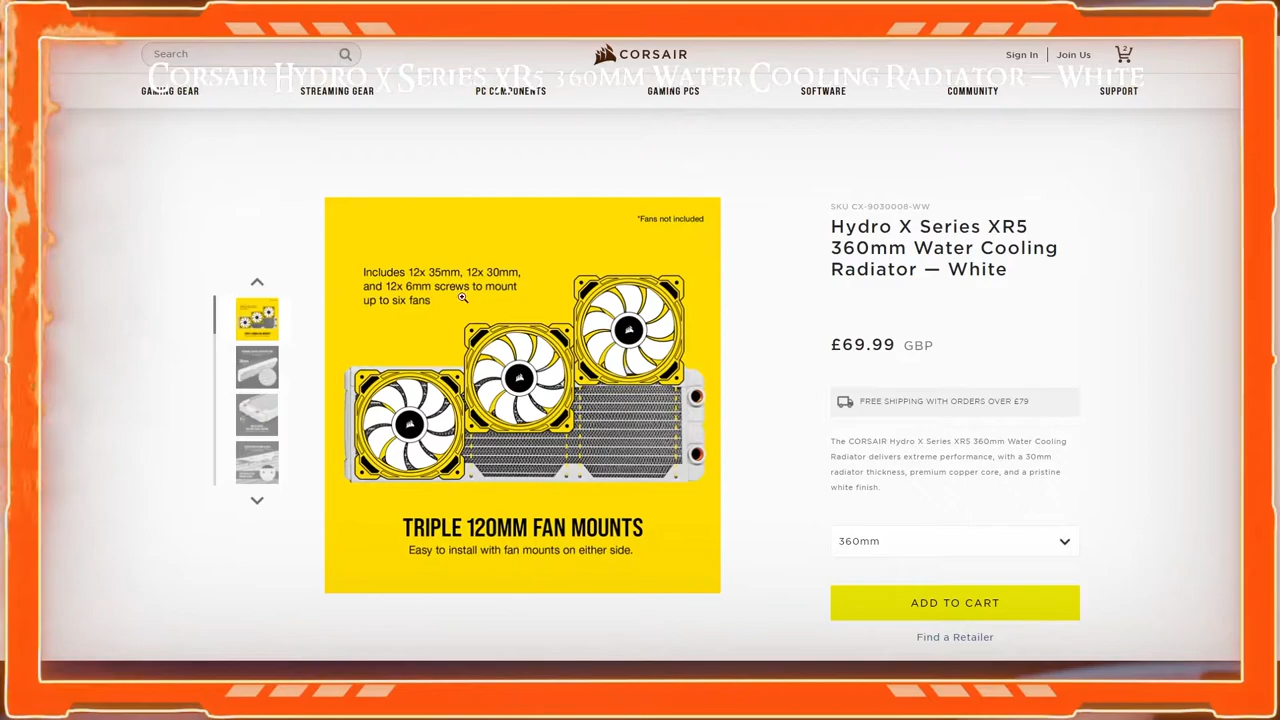 Search
CORSAIR
Sign In
Join Us
2
Corsair Hydro X Series XR5 360mm Water Cooling Radiator — White
GAMING GEAR
STREAMING GEAR
PC COMPONENTS
GAMING PCS
SOFTWARE
COMMUNITY
SUPPORT
*Fans not included
Includes 12x 35mm, 12x 30mm,
and 12x 6mm screws to mount
up to six fans
TRIPLE 120MM FAN MOUNTS
Easy to install with fan mounts on either side.
SKU CX-9030008-WW
Hydro X Series XR5
360mm Water Cooling
Radiator — White
£69.99 GBP
FREE SHIPPING WITH ORDERS OVER £79
The CORSAIR Hydro X Series XR5 360mm Water Cooling
Radiator delivers extreme performance, with a 30mm
radiator thickness, premium copper core, and a pristine
white finish.
360mm
ADD TO CART
Find a Retailer